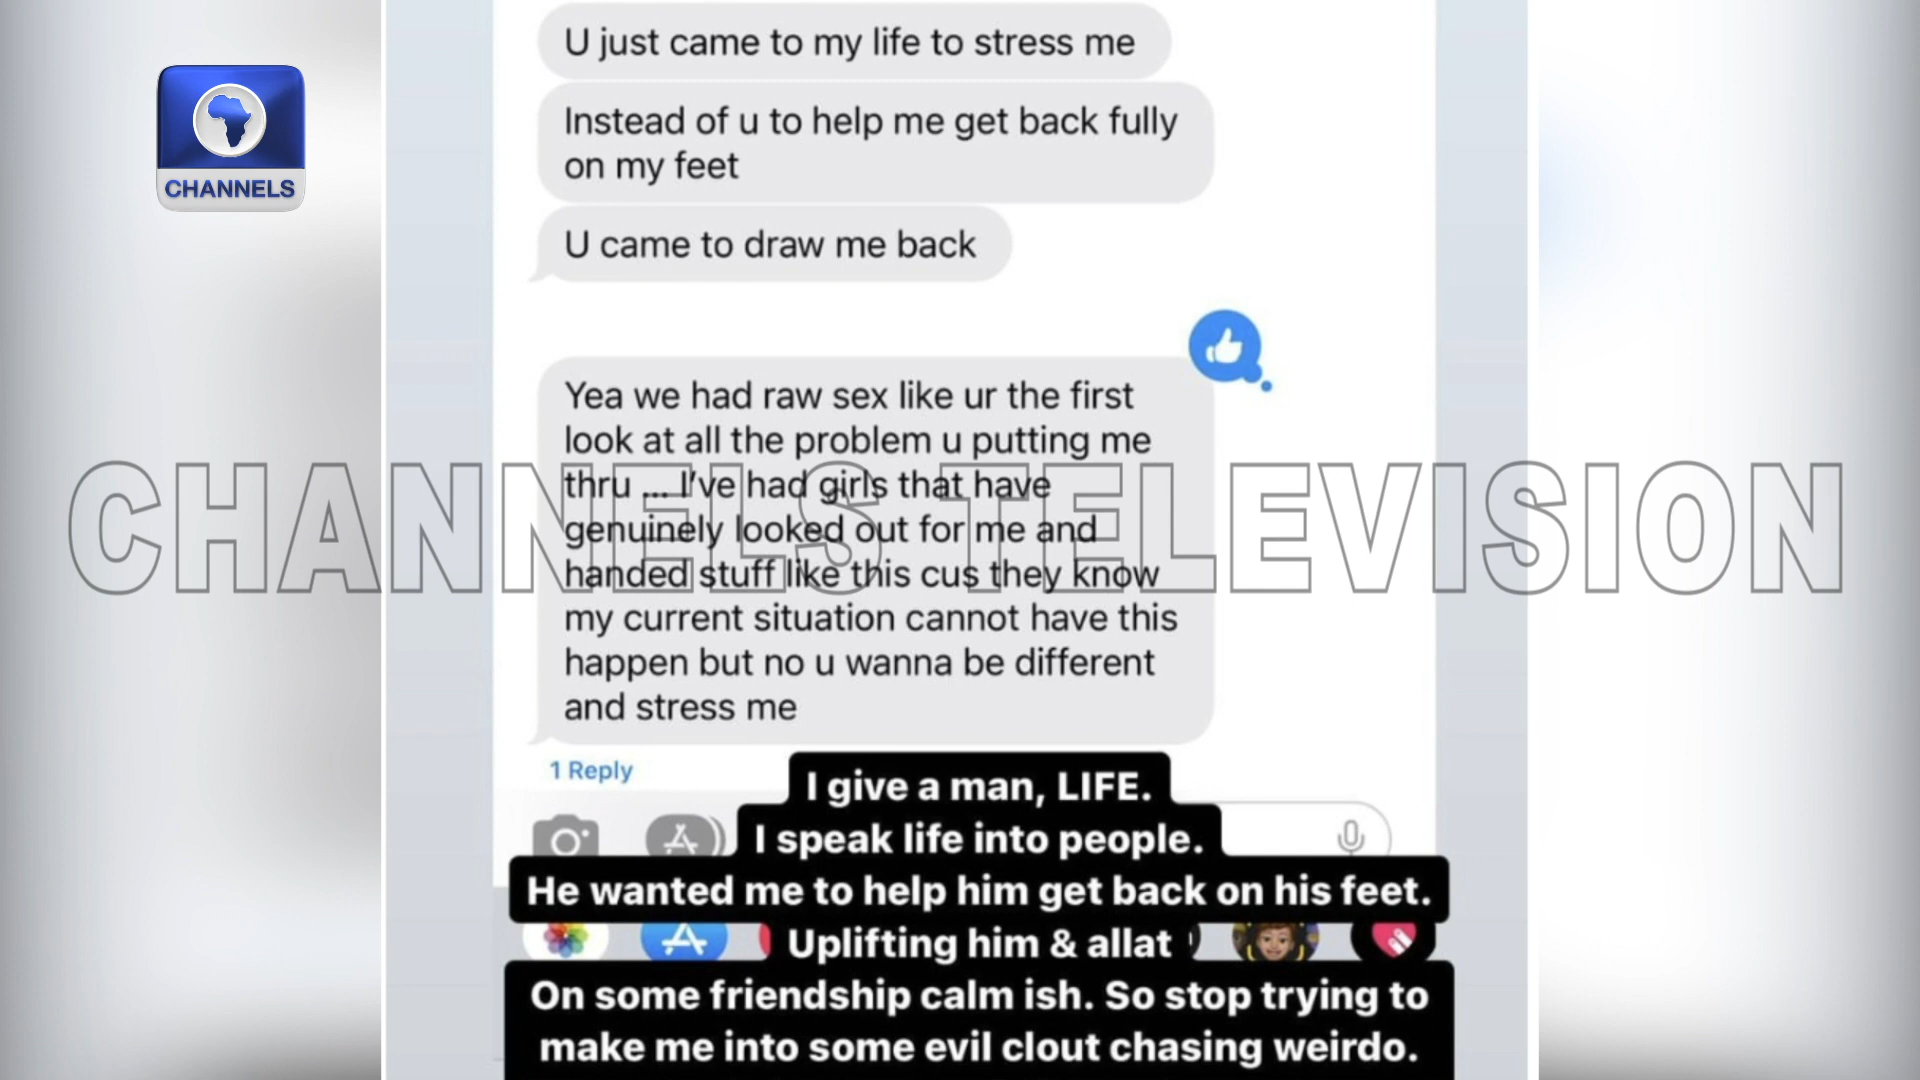 CHANNELS
U just came to my life to stress me
Instead of u to help me get back fully
on my feet
U came to draw me back
Yea we had raw sex like ur the first
look at all the problem u putting me
thru ... I've had girls that have
genuinely looked out for me and
handed stuff like this cus they know
my current situation cannot have this
happen but no u wanna be different
and stress me
CHANNELS TELEVISION
1 Reply
I give a man, LIFE.
I speak life into people.
He wanted me to help him get back on his feet.
Uplifting him & allat
On some friendship calm ish. So stop trying to
make me into some evil clout chasing weirdo.